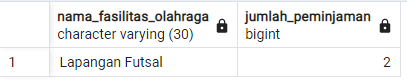 nama_fasilitas_olahraga jumlah_peminjaman
character varying (30) bigint
1 Lapangan Futsal 2